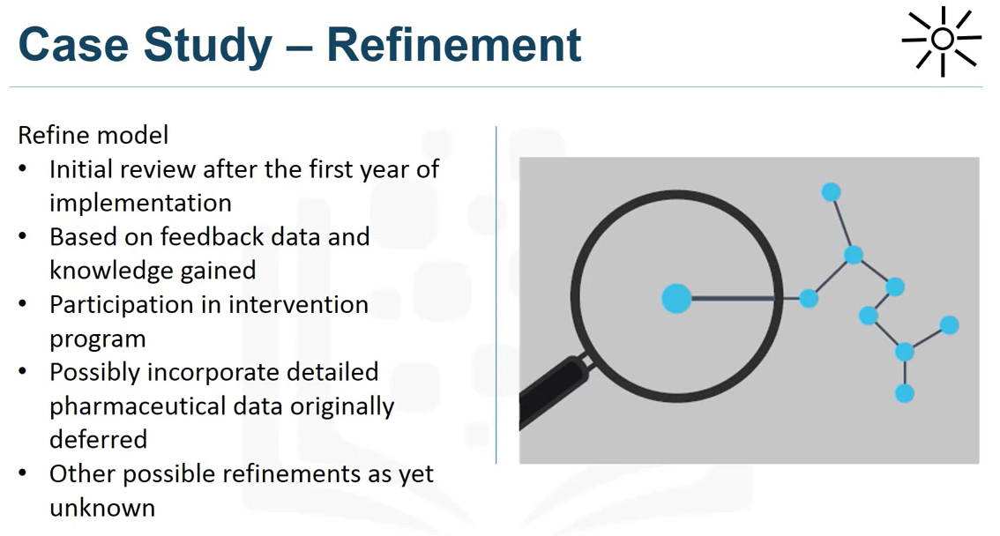 Case Study – Refinement
Refine model
• Initial review after the first year of
implementation
• Based on feedback data and
knowledge gained
• Participation in intervention
program
• Possibly incorporate detailed
pharmaceutical data originally
deferred
• Other possible refinements as yet
unknown